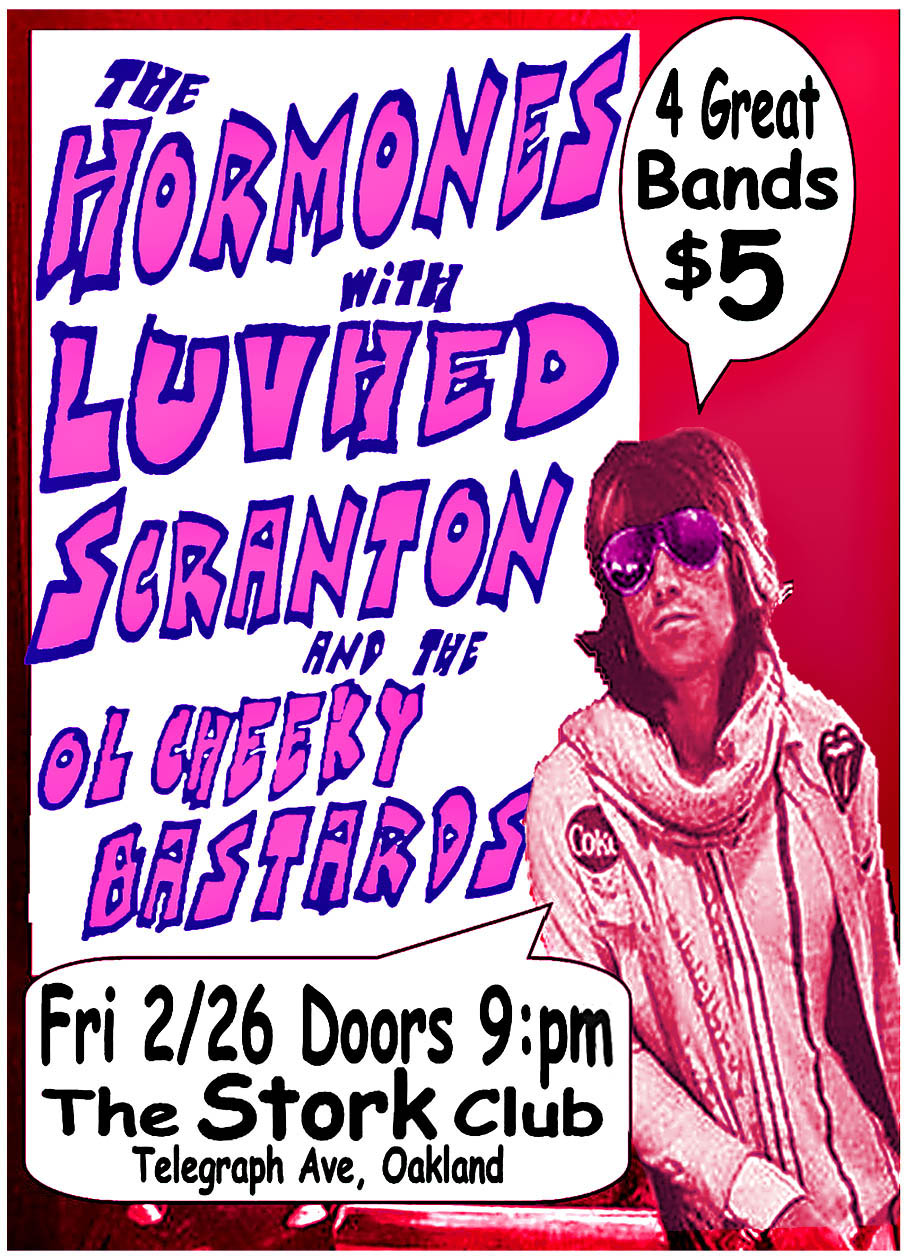 THE
HORMONES
WiTH
LUVHED
SCRANTON
AND THE
OL CHEEKY
BASTARDS
4 Great
Bands
$5
Coke
Fri 2/26 Doors 9:pm
The Stork Club
Telegraph Ave, Oakland